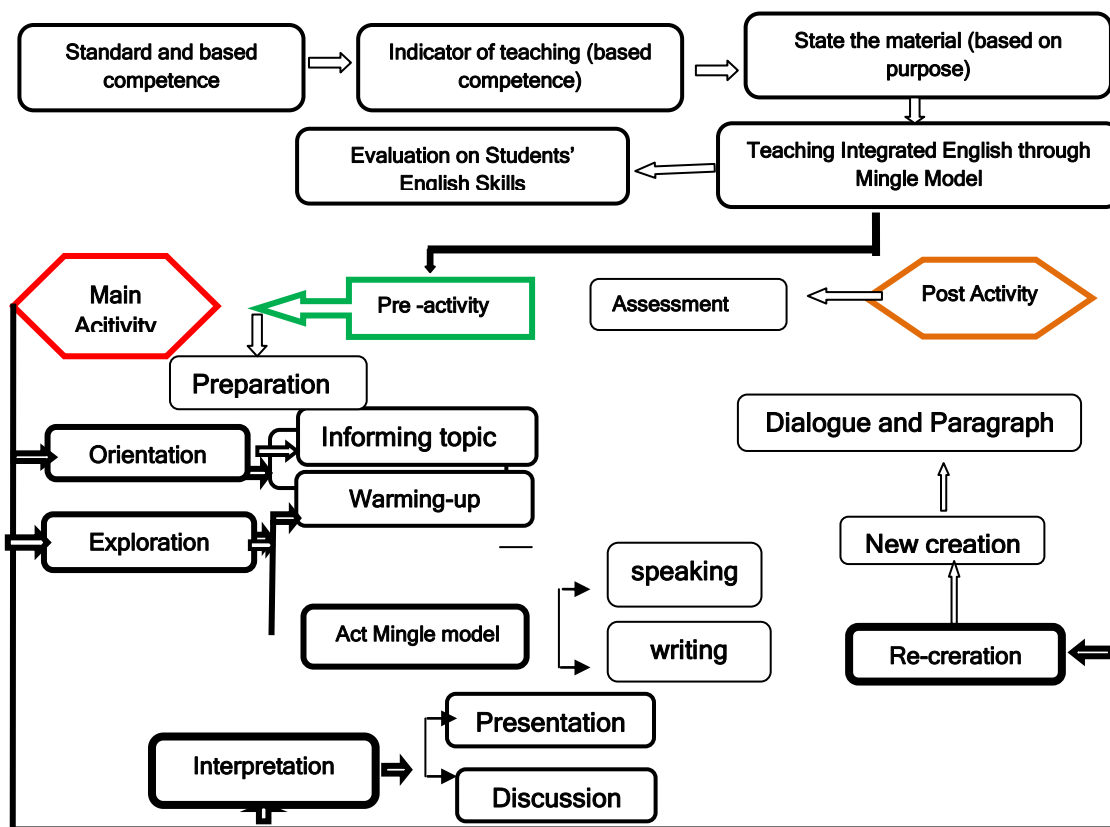 Standard and based
competence
Indicator of teaching (based
competence)
State the material (based on
purpose)
Evaluation on Students’
English Skills
Teaching Integrated English through
Mingle Model
Main
Acitivity
Pre -activity
Assessment
Post Activity
Preparation
Orientation
Informing topic
Dialogue and Paragraph
Warming-up
Exploration
New creation
speaking
Act Mingle model
writing
Re-creration
Presentation
Interpretation
Discussion